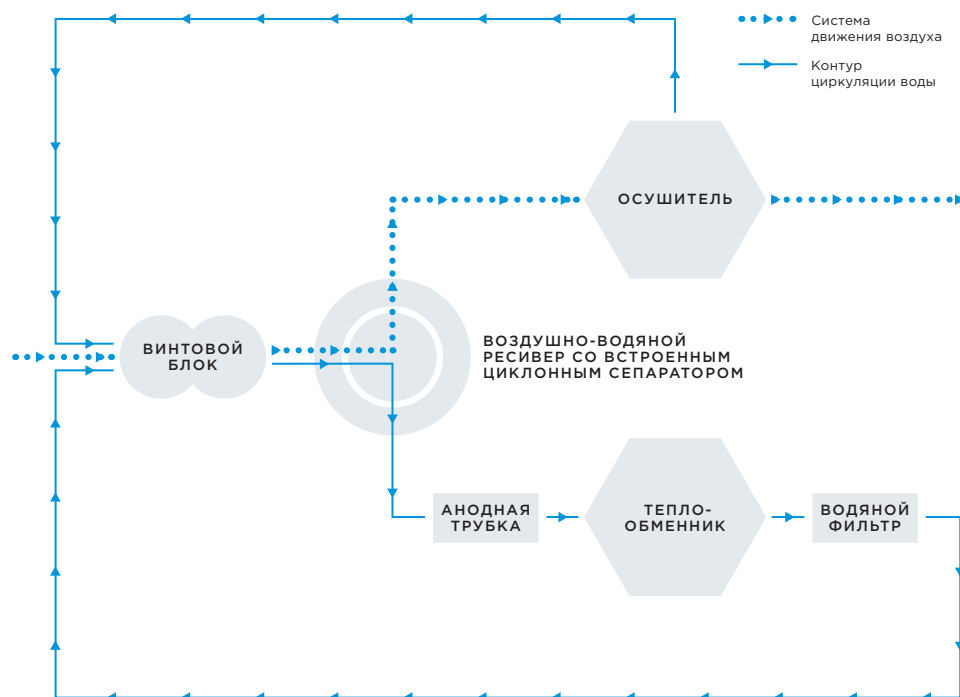 Система
движения воздуха
Контур
циркуляции воды
ОСУШИТЕЛЬ
ВИНТОВОЙ
БЛОК
ВОЗДУШНО-ВОДЯНОЙ
РЕСИВЕР СО ВСТРОЕННЫМ
ЦИКЛОННЫМ СЕПАРАТОРОМ
АНОДНАЯ
ТРУБКА
ТЕПЛО-
ОБМЕННИК
ВОДЯНОЙ
ФИЛЬТР